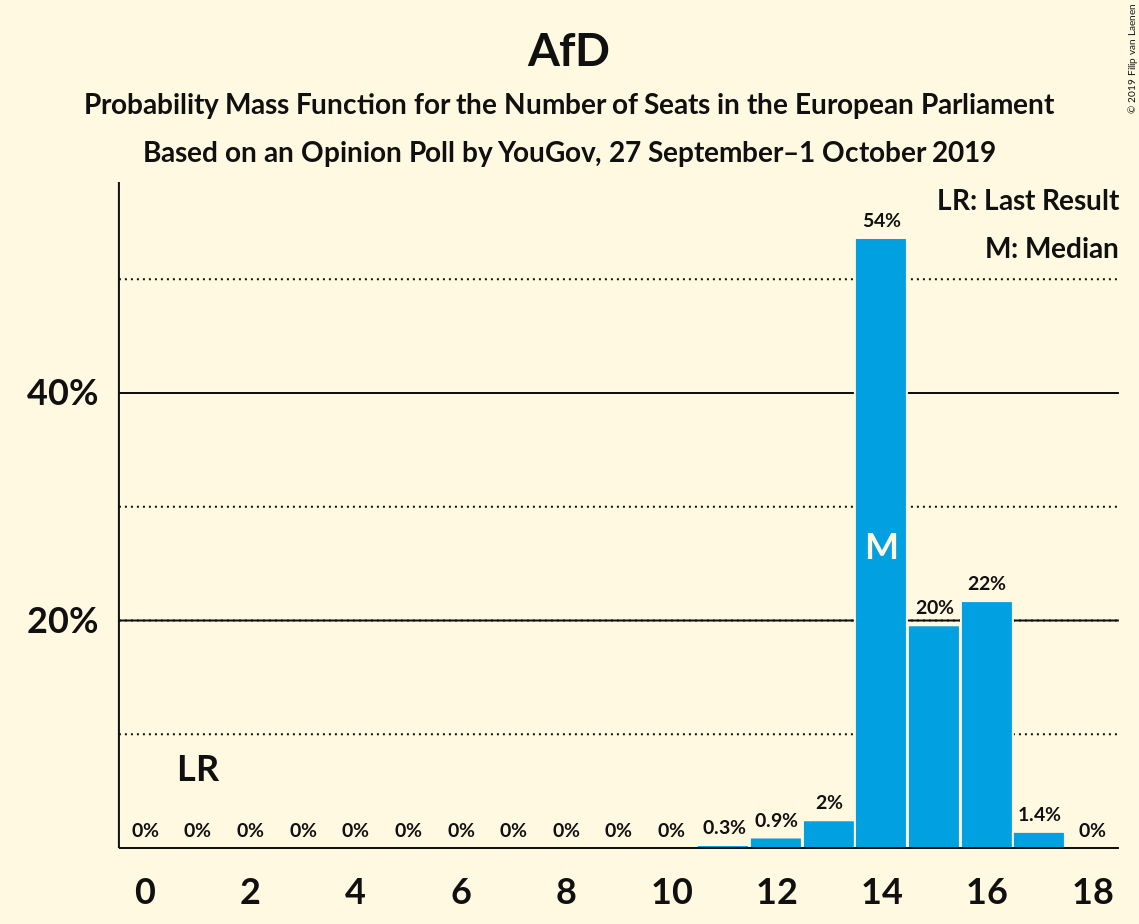 AfD
Probability Mass Function for the Number of Seats in the European Parliament
Based on an Opinion Poll by YouGov, 27 September–1 October 2019
© 2019 Filip van Laenen
LR: Last Result
M: Median
54%
40%
M
22%
20%
20%
LR
0% 0% 0% 0% 0% 0% 0% 0% 0% 0% 0% 0.3% 0.9% 2% 1.4% 0%
0 2 4 6 8 10 12 14 16 18